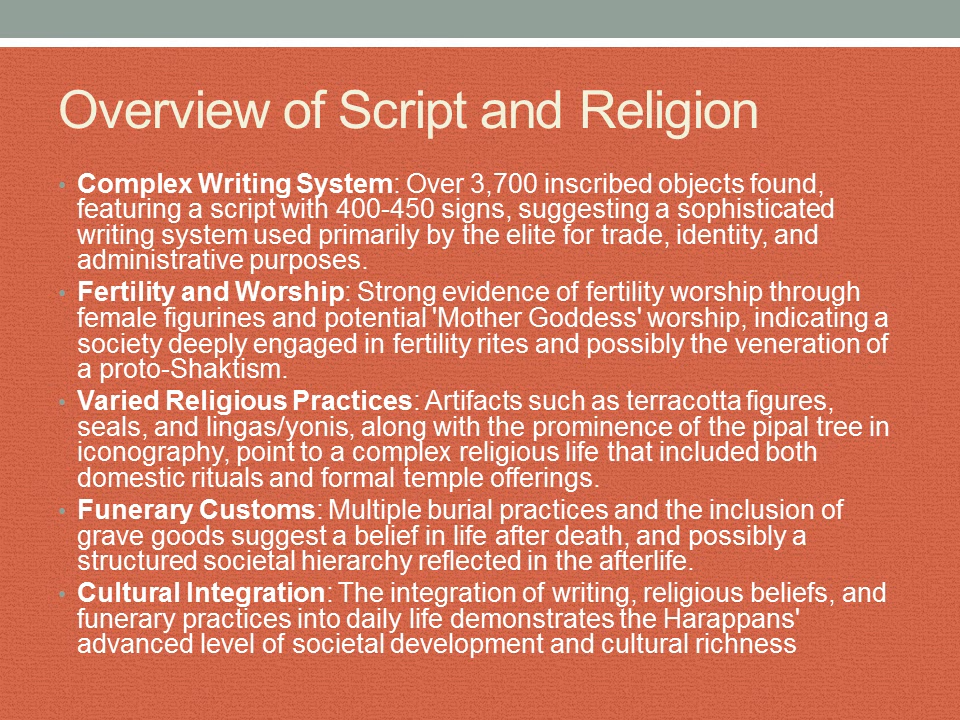 Overview of Script and Religion
• Complex Writing System: Over 3,700 inscribed objects found,
featuring a script with 400-450 signs, suggesting a sophisticated
writing system used primarily by the elite for trade, identity, and
administrative purposes.
• Fertility and Worship: Strong evidence of fertility worship through
female figurines and potential 'Mother Goddess' worship, indicating a
society deeply engaged in fertility rites and possibly the veneration of
a proto-Shaktism.
• Varied Religious Practices: Artifacts such as terracotta figures,
seals, and lingas/yonis, along with the prominence of the pipal tree in
iconography, point to a complex religious life that included both
domestic rituals and formal temple offerings.
• Funerary Customs: Multiple burial practices and the inclusion of
grave goods suggest a belief in life after death, and possibly a
structured societal hierarchy reflected in the afterlife.
• Cultural Integration: The integration of writing, religious beliefs, and
funerary practices into daily life demonstrates the Harappans'
advanced level of societal development and cultural richness